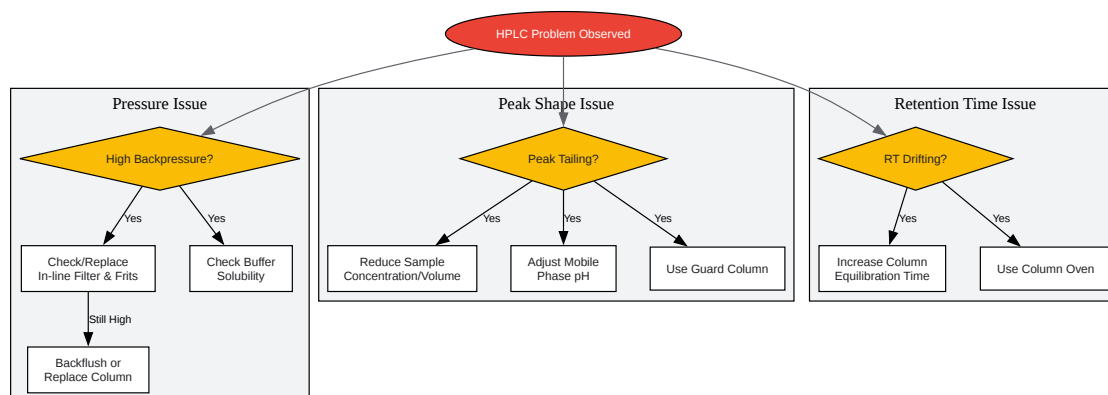 HPLC Problem Observed
Pressure Issue
Peak Shape Issue
Retention Time Issue
High Backpressure?
Peak Tailing?
RT Drifting?
Yes
Yes
Yes
Yes
Yes
Yes
Yes
Check/Replace
In-line Filter & Frits
Check Buffer
Solubility
Reduce Sample
Concentration/Volume
Adjust Mobile
Phase pH
Use Guard Column
Increase Column
Equilibration Time
Use Column Oven
Still High
Backflush or
Replace Column